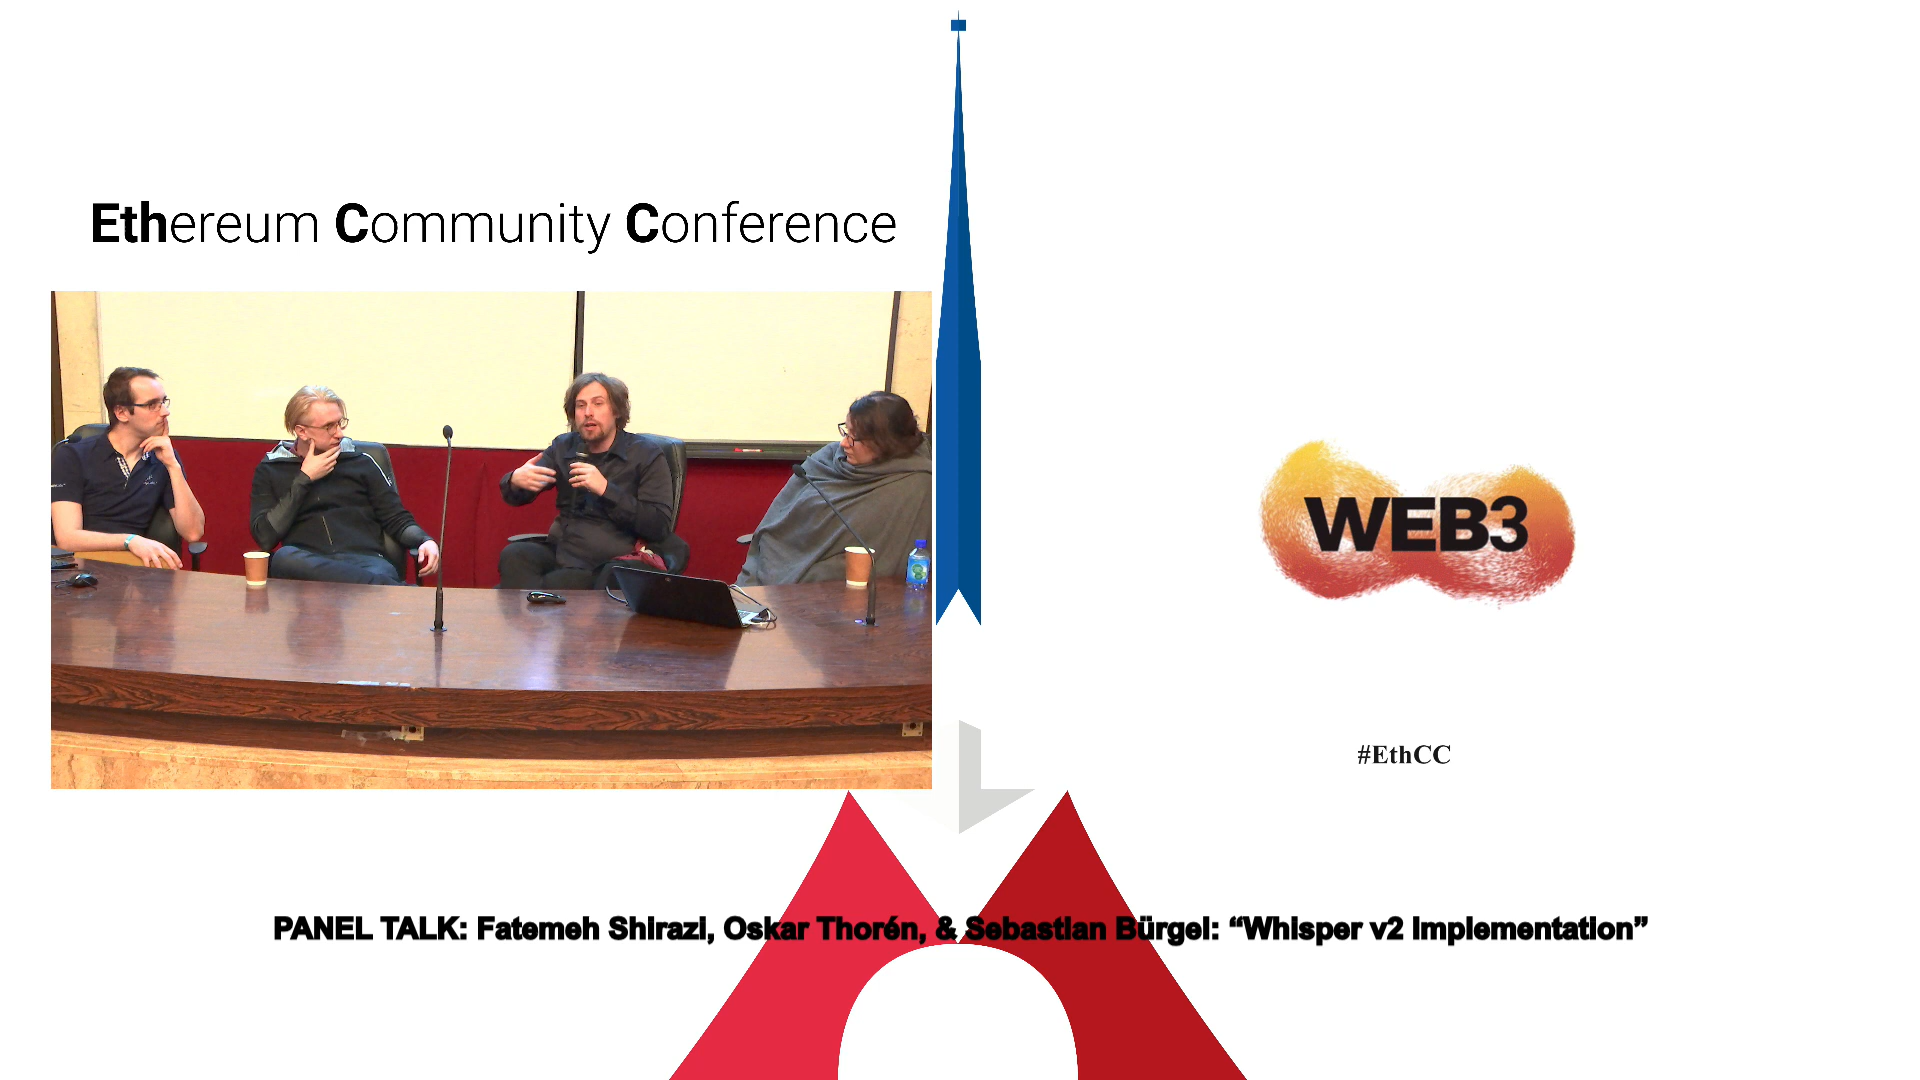 Ethereum Community Conference
WEB3
#EthCC
PANEL TALK: Fatemeh Shirazi, Oskar Thorén, & Sebastian Bürgel: “Whisper v2 Implementation”